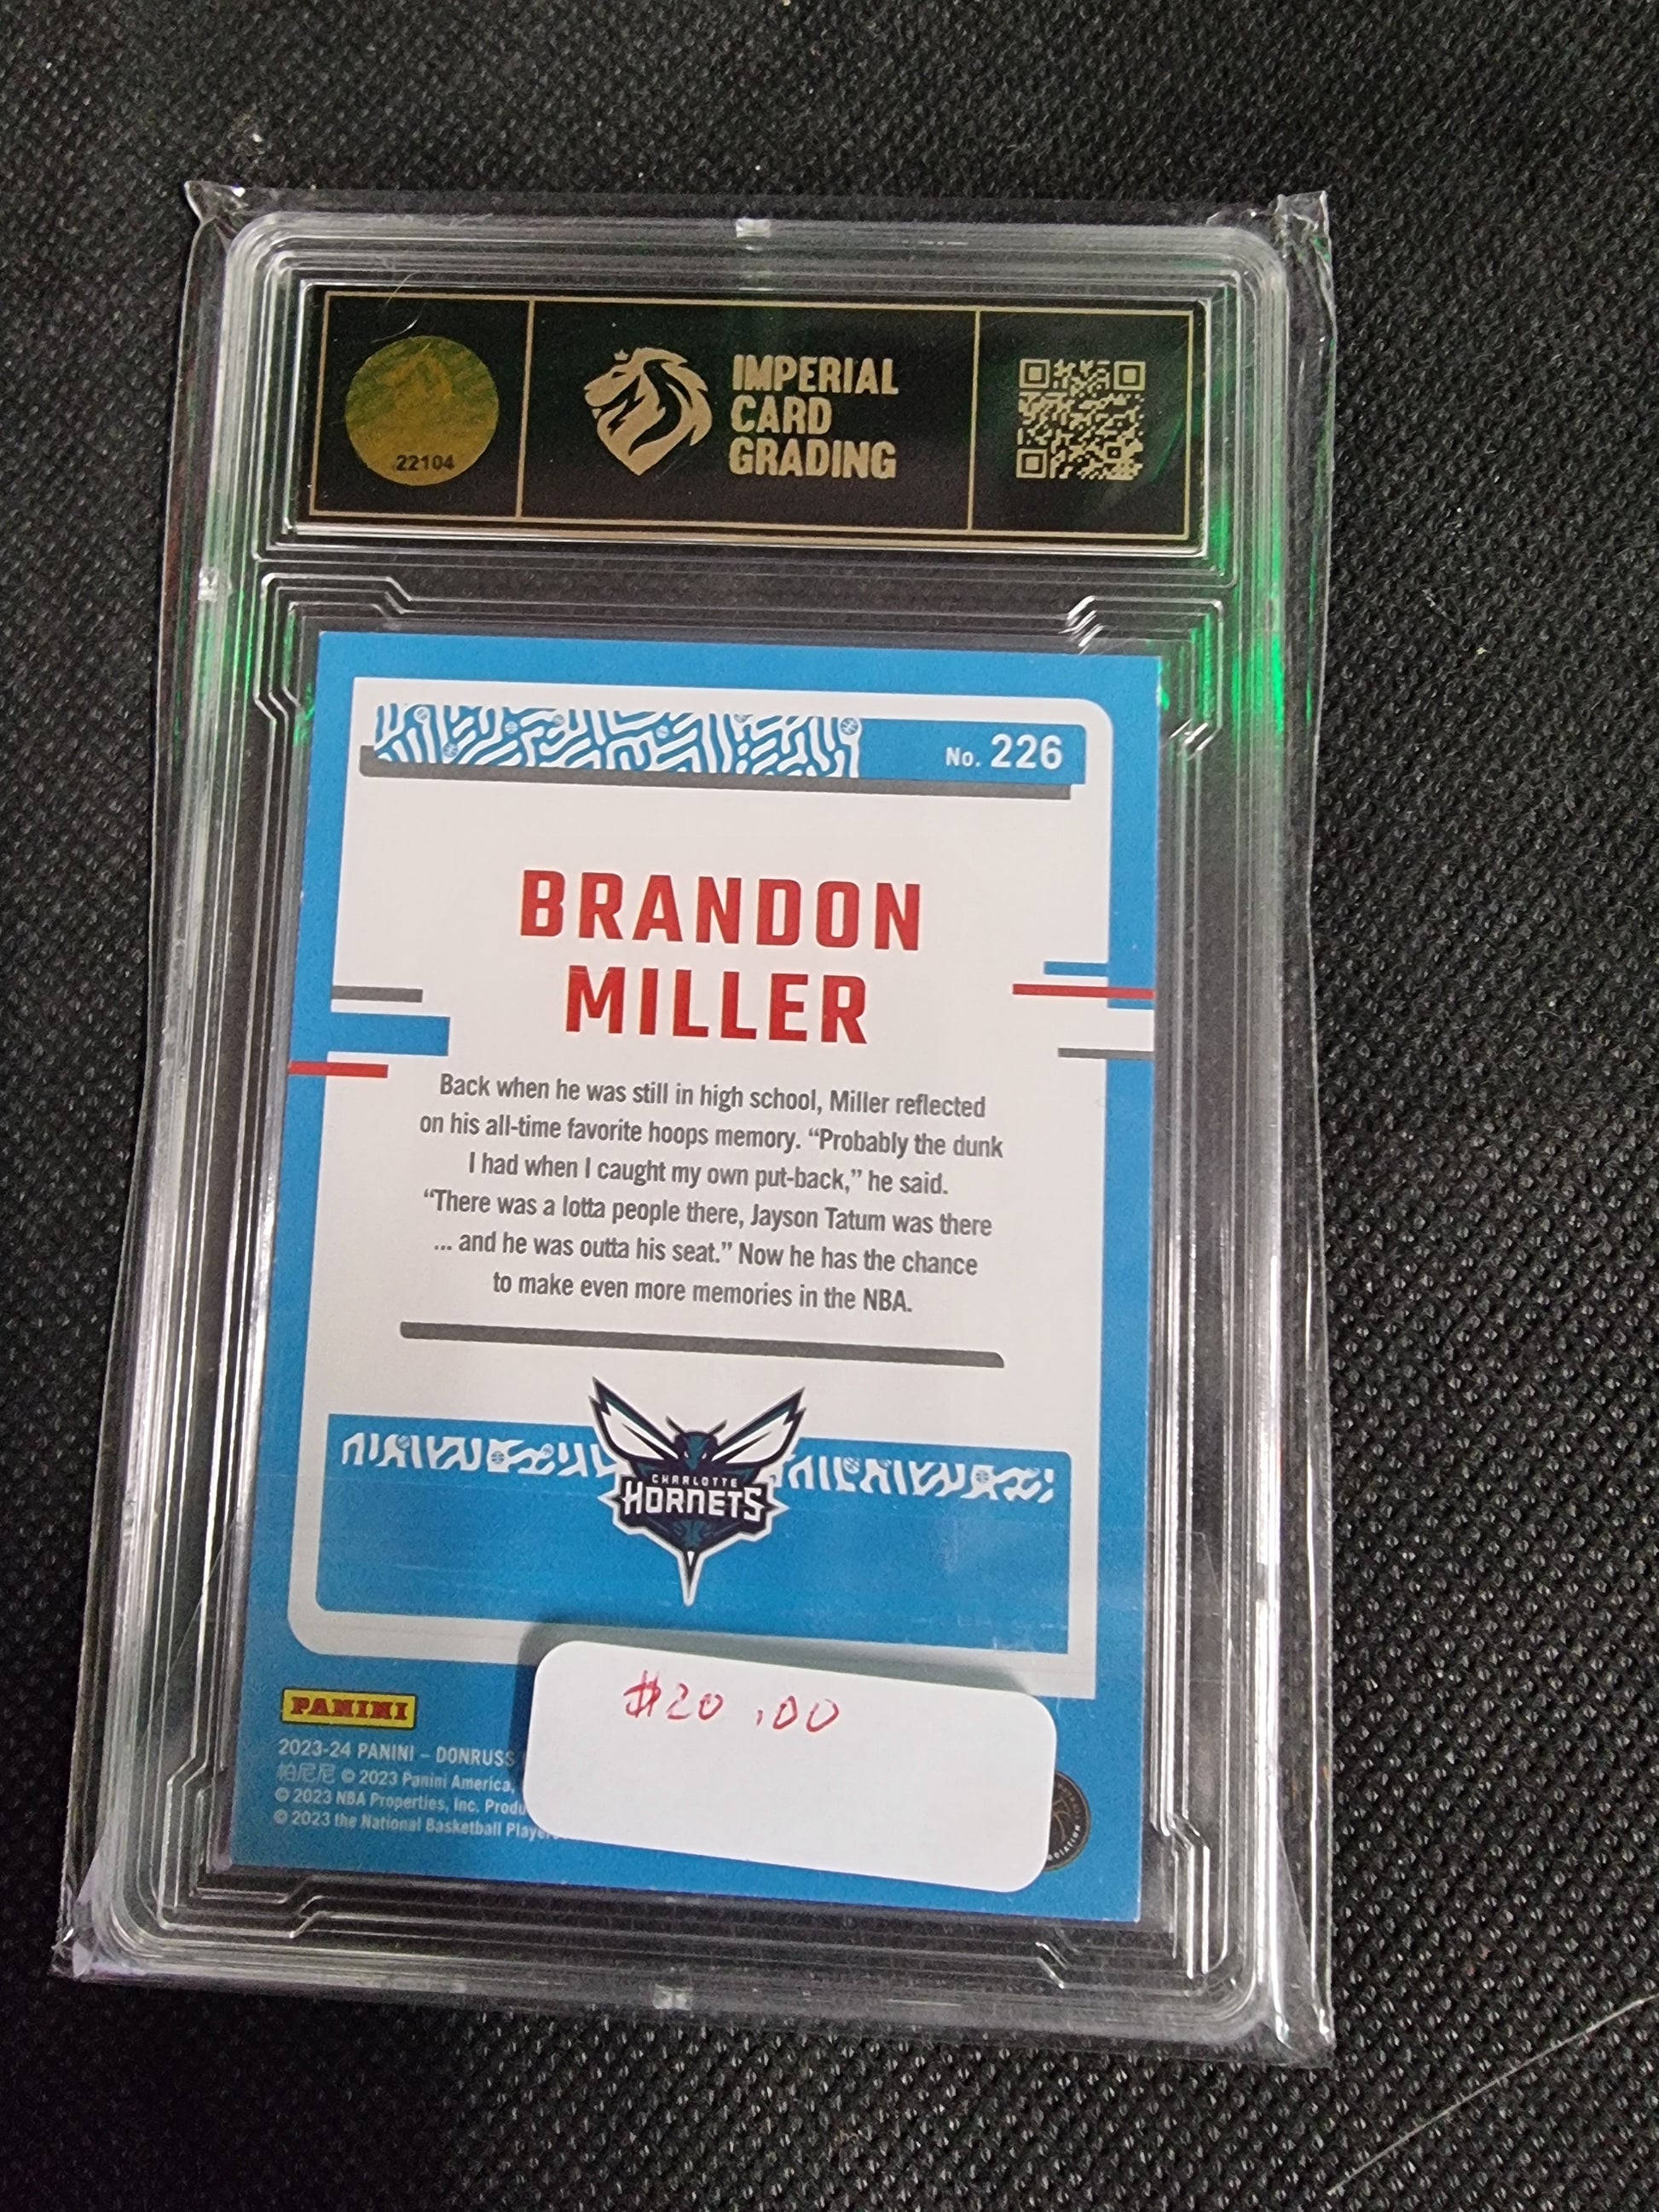 22104
IMPERIAL
CARD
GRADING
No. 226
BRANDON
MILLER
Back when he was still in high school, Miller reflected
on his all-time favorite hoops memory. “Probably the dunk
I had when I caught my own put-back,” he said.
“There was a lotta people there, Jayson Tatum was there
... and he was outta his seat.” Now he has the chance
to make even more memories in the NBA.
CHARLOTTE
HORNETS
$20.00
PANINI
2023-24 PANINI – DONRUSS
帕尼尼 © 2023 Panini America,
© 2023 NBA Properties, Inc.
© 2023 the National Basketball